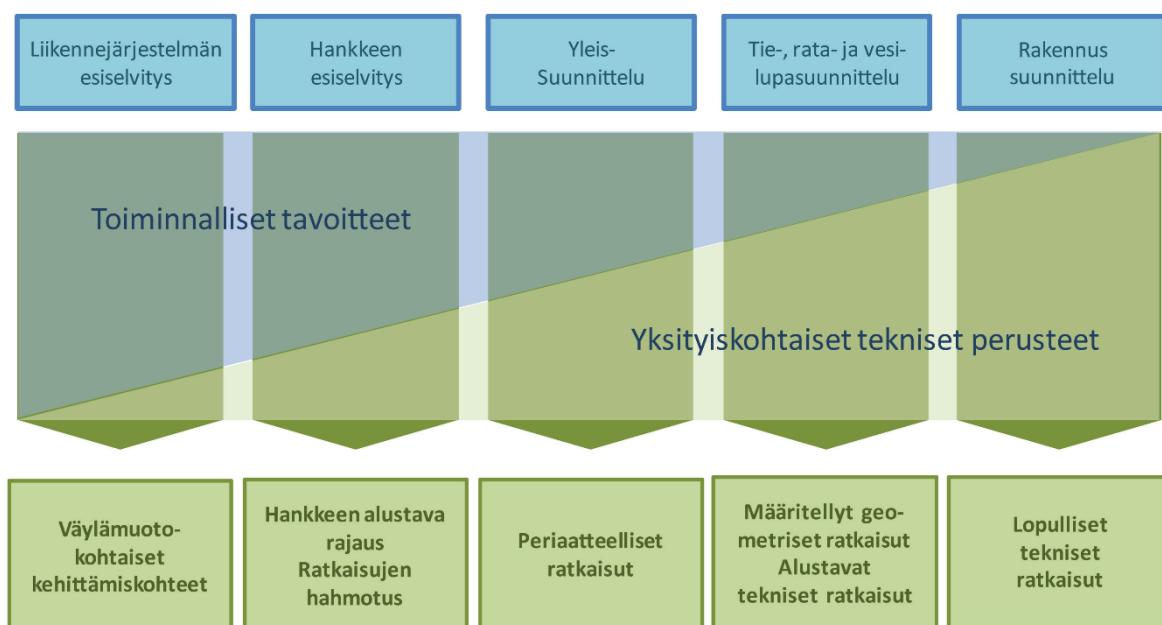 Liikennejärjestelmän
esiselvitys
Hankkeen
esiselvitys
Yleis-
Suunnittelu
Tie-, rata- ja vesi-
lupasuunnittelu
Rakennus
suunnittelu
Toiminnalliset tavoitteet
Yksityiskohtaiset tekniset perusteet
Väylämuoto-
kohtaiset
kehittämiskohteet
Hankkeen alustava
rajaus
Ratkaisujen
hahmotus
Periaatteelliset
ratkaisut
Määritellyt geo-
metriset ratkaisut
Alustavat
tekniset ratkaisut
Lopulliset
tekniset
ratkaisut